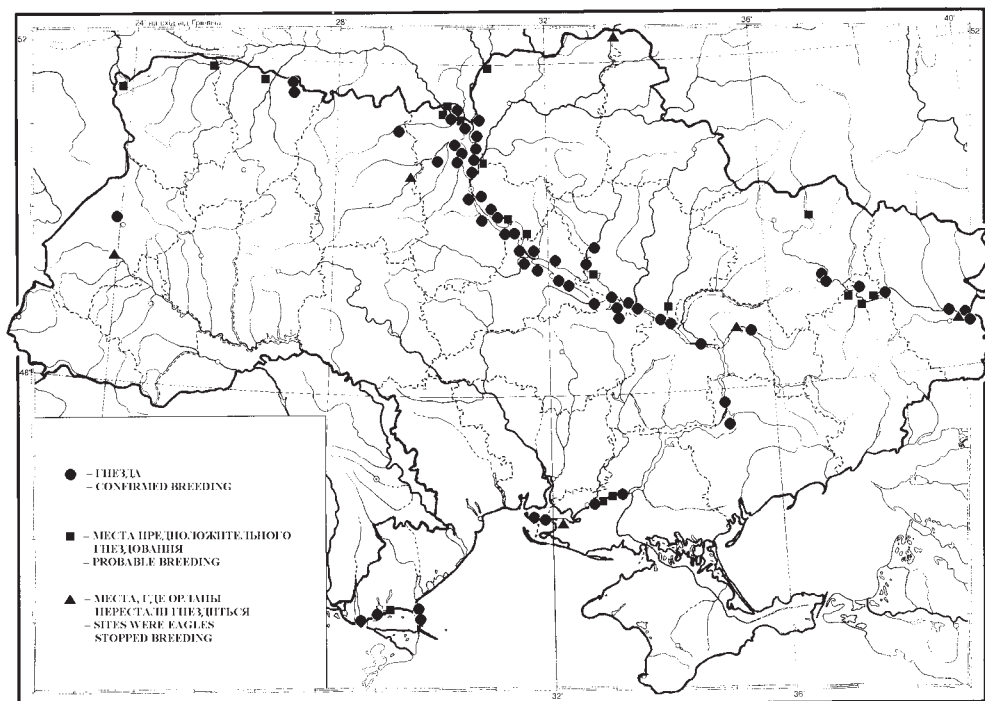 24° на схід від Грінвіча 28 32 36 40°
52°
52°
48°
– ГНЕЗДА
– CONFIRMED BREEDING
– МЕСТА ПРЕДПОЛОЖИТЕЛЬНОГО
ГНЕЗДОВАНИЯ
– PROBABLE BREEDING
– МЕСТА, ГДЕ ОРЛАНЫ
ПЕРЕСТАЛИ ГНЕЗДИТЬСЯ
– SITES WERE EAGLES
STOPPED BREEDING
32
36